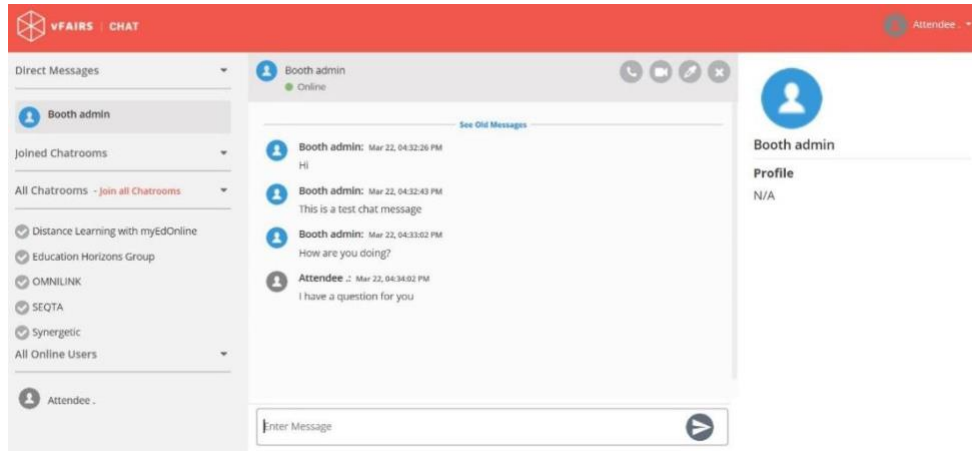 vFAIRS | CHAT
Attendee .
Direct Messages
Booth admin
Joined Chatrooms
All Chatrooms - Join all Chatrooms
Distance Learning with myEdOnline
Education Horizons Group
OMNILINK
SEQTA
Synergetic
All Online Users
Attendee .
Booth admin
Online
See Old Messages
Booth admin: Mar 22, 04:32:26 PM
Hi
Booth admin: Mar 22, 04:32:43 PM
This is a test chat message
Booth admin: Mar 22, 04:33:02 PM
How are you doing?
Attendee .: Mar 22, 04:34:02 PM
I have a question for you
Enter Message
Booth admin
Profile
N/A